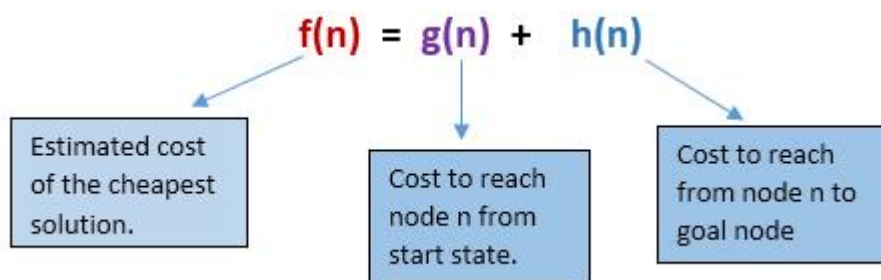 f(n) = g(n) + h(n)
Estimated cost
of the cheapest
solution.
Cost to reach
node n from
start state.
Cost to reach
from node n to
goal node